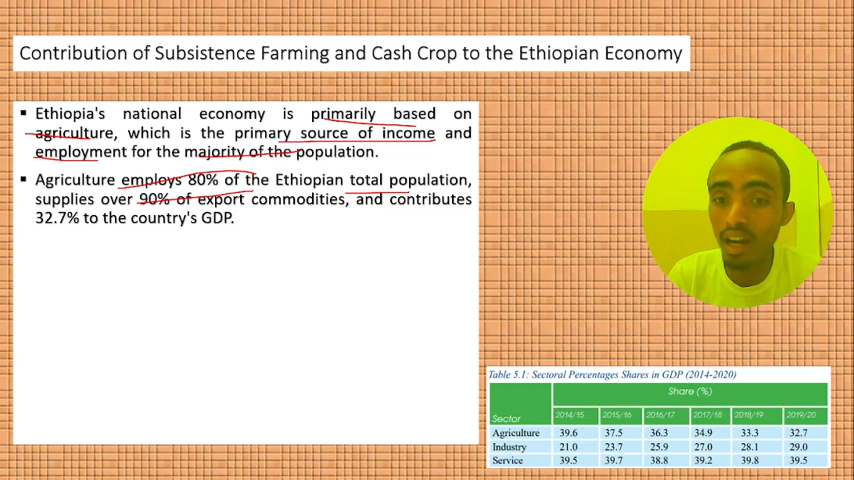 Contribution of Subsistence Farming and Cash Crop to the Ethiopian Economy
▪ Ethiopia's national economy is primarily based on
agriculture, which is the primary source of income and
employment for the majority of the population.
▪ Agriculture employs 80% of the Ethiopian total population,
supplies over 90% of export commodities, and contributes
32.7% to the country's GDP.
Table 5.1: Sectoral Percentages Shares in GDP (2014-2020)
Share (%)
Sector 2014/15 2015/16 2016/17 2017/18 2018/19 2019/20
Agriculture 39.6 37.5 36.3 34.9 33.3 32.7
Industry 21.0 23.7 25.9 27.0 28.1 29.0
Service 39.5 39.7 38.8 39.2 39.8 39.5